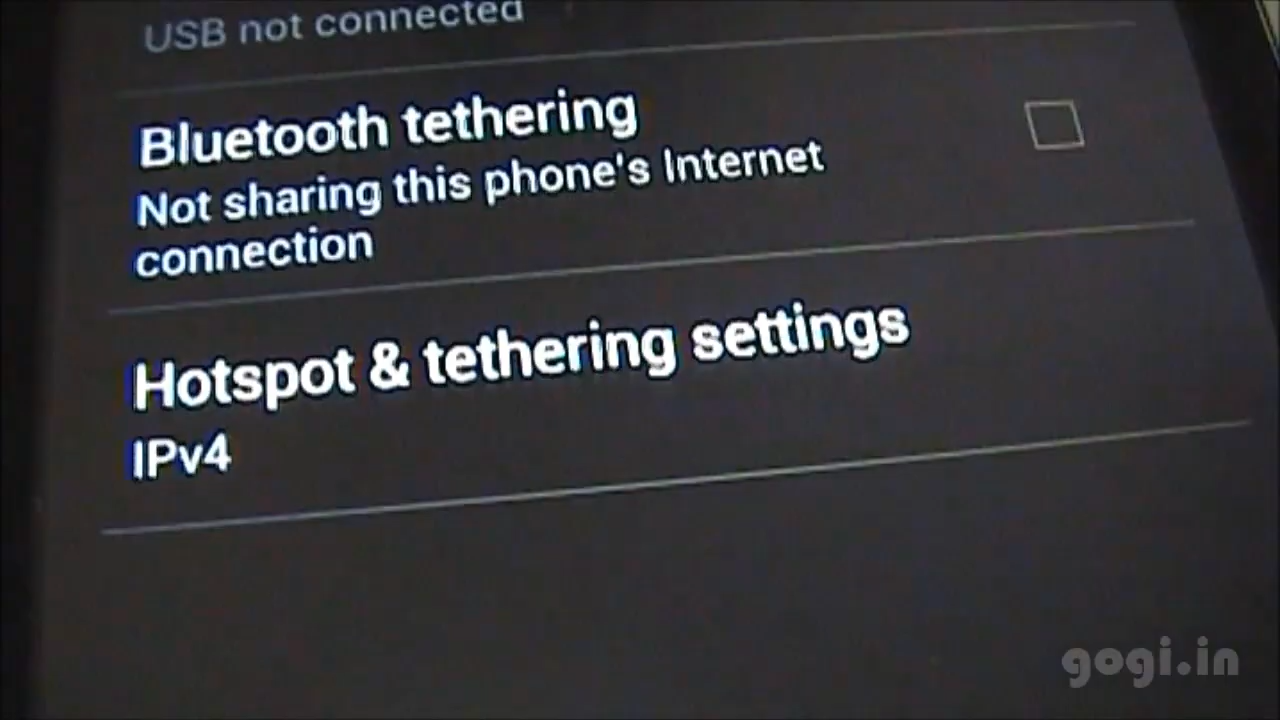 USB not connected
Bluetooth tethering
Not sharing this phone's Internet
connection
Hotspot & tethering settings
IPv4
gogi.in